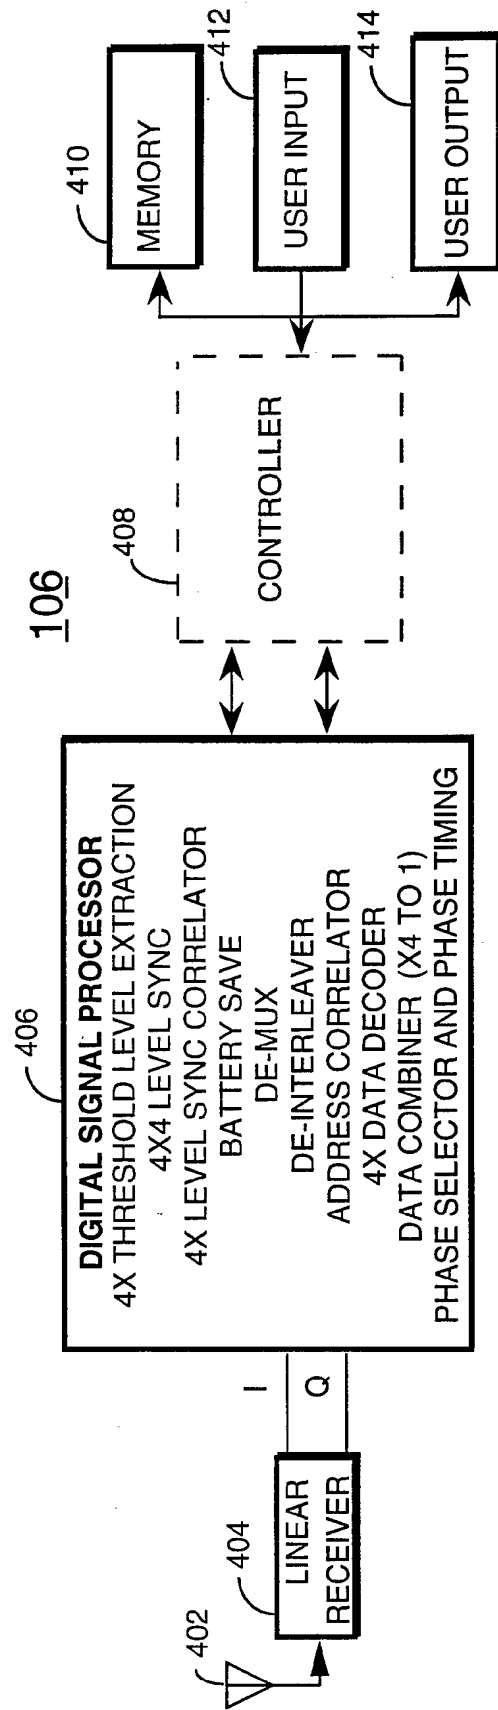 106
402
404
LINEAR
RECEIVER
I
Q
406
DIGITAL SIGNAL PROCESSOR
4X THRESHOLD LEVEL EXTRACTION
4X4 LEVEL SYNC
4X LEVEL SYNC CORRELATOR
BATTERY SAVE
DE-MUX
DE-INTERLEAVER
ADDRESS CORRELATOR
4X DATA DECODER
DATA COMBINER (X4 TO 1)
PHASE SELECTOR AND PHASE TIMING
408
CONTROLLER
410
MEMORY
412
USER INPUT
414
USER OUTPUT